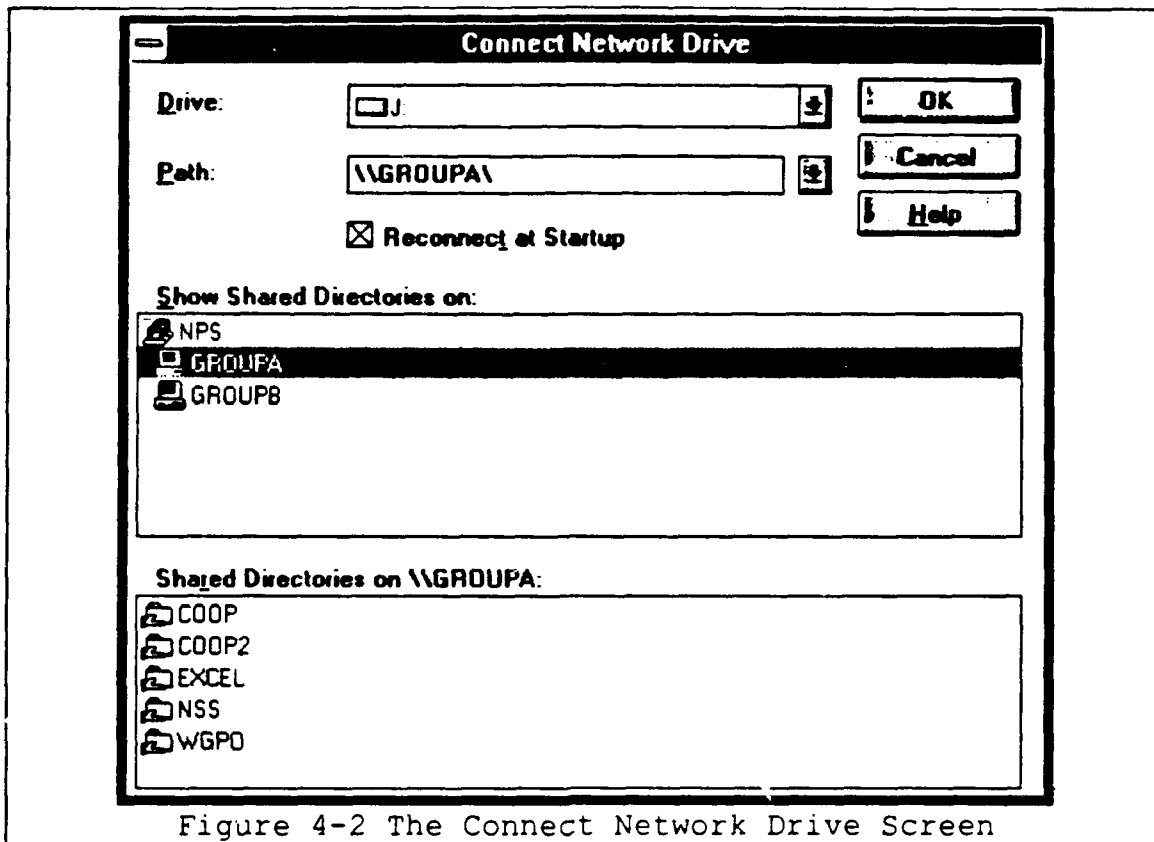 Connect Network Drive
Drive:
J:
OK
Path:
\\GROUPA\
Cancel
Help
Reconnect at Startup
Show Shared Directories on:
NPS
GROUPA
GROUPB
Shared Directories on \\GROUPA:
COOP
COOP2
EXCEL
NSS
WGPO
Figure 4-2 The Connect Network Drive Screen